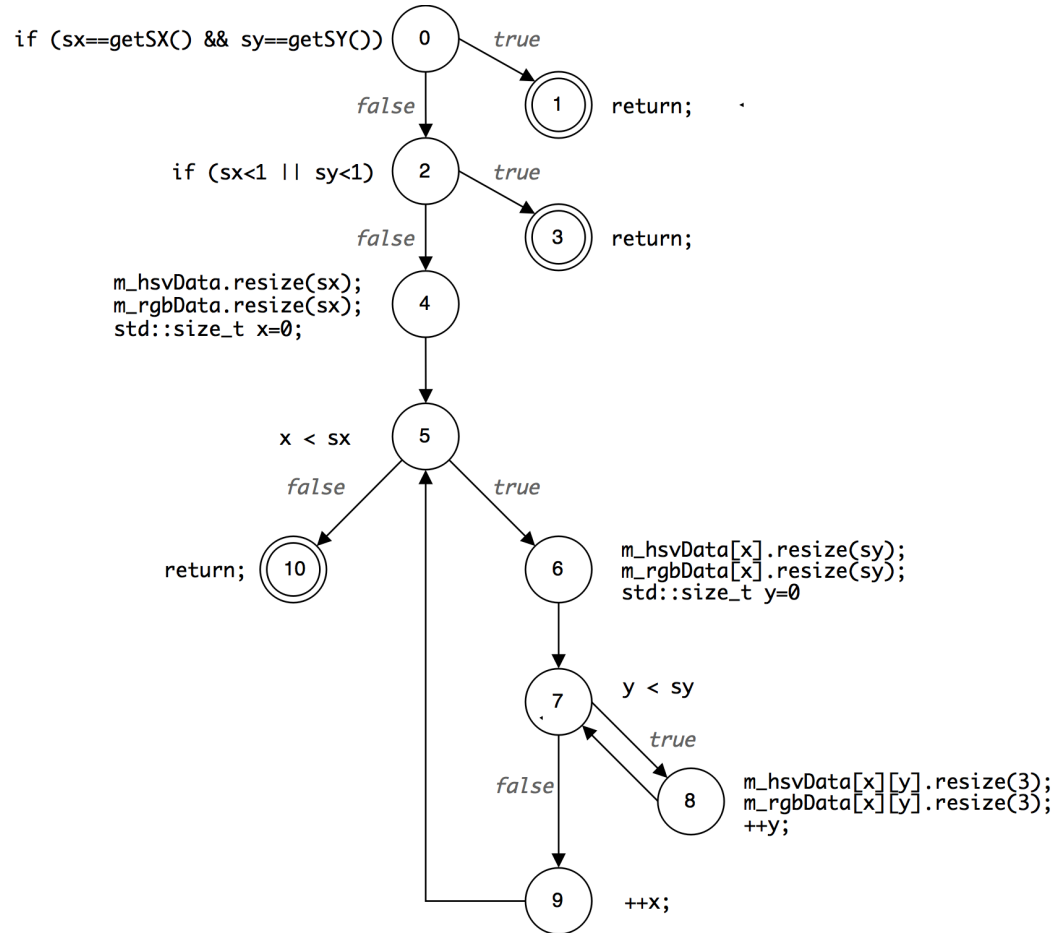 if (sx==getSX() && sy==getSY())
0
true
false
1
return;
if (sx<1 || sy<1)
2
true
false
3
return;
m_hsvData.resize(sx);
m_rgbData.resize(sx);
std::size_t x=0;
4
x < sx
5
false
true
return;
10
6
m_hsvData[x].resize(sy);
m_rgbData[x].resize(sy);
std::size_t y=0
7
y < sy
true
false
8
m_hsvData[x][y].resize(3);
m_rgbData[x][y].resize(3);
++y;
9
++x;